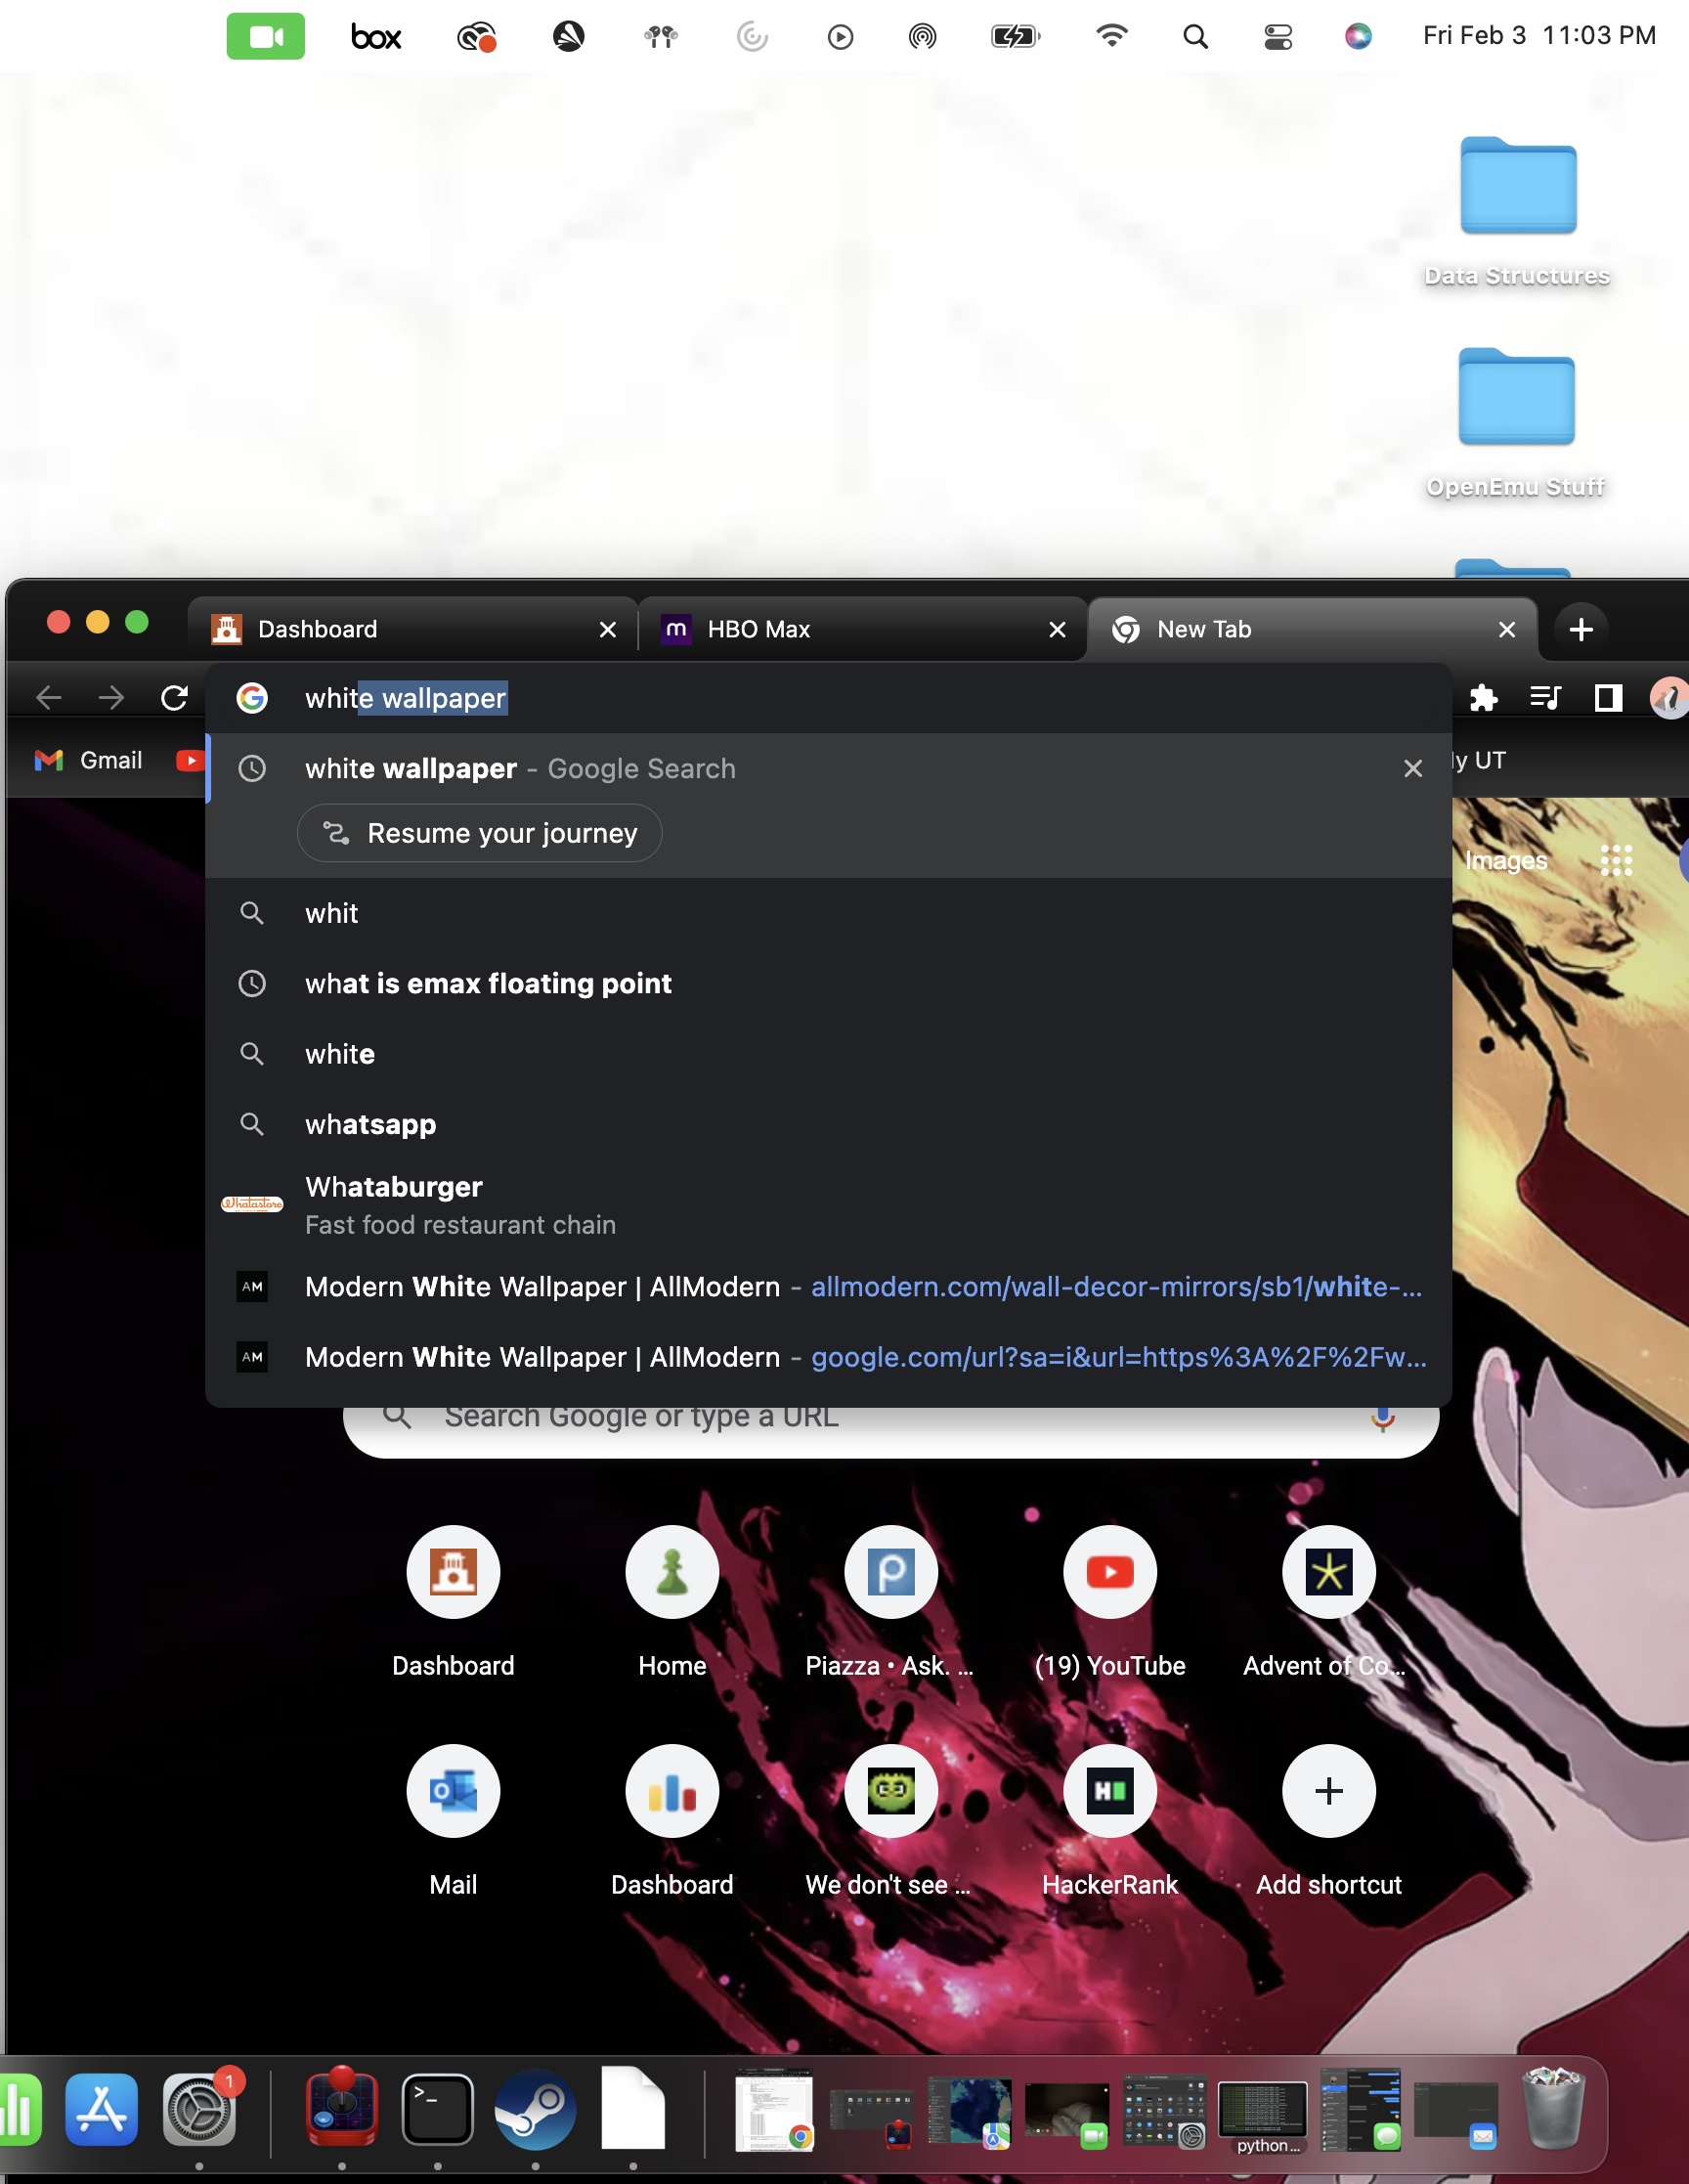 box
Fri Feb 3 11:03 PM
Data Structures
OpenEmu Stuff
Dashboard
HBO Max
New Tab
white wallpaper
Gmail
y UT
white wallpaper - Google Search
Resume your journey
Images
whit
what is emax floating point
white
whatsapp
Whatastore
Whataburger
Fast food restaurant chain
AM Modern White Wallpaper | AllModern - allmodern.com/wall-decor-mirrors/sb1/white-...
AM Modern White Wallpaper | AllModern - google.com/url?sa=i&url=https%3A%2F%2Fw...
Search Google or type a URL
Dashboard
Home
Piazza • Ask. ...
(19) YouTube
Advent of Co...
Mail
Dashboard
We don't see ...
HackerRank
Add shortcut
1
python...